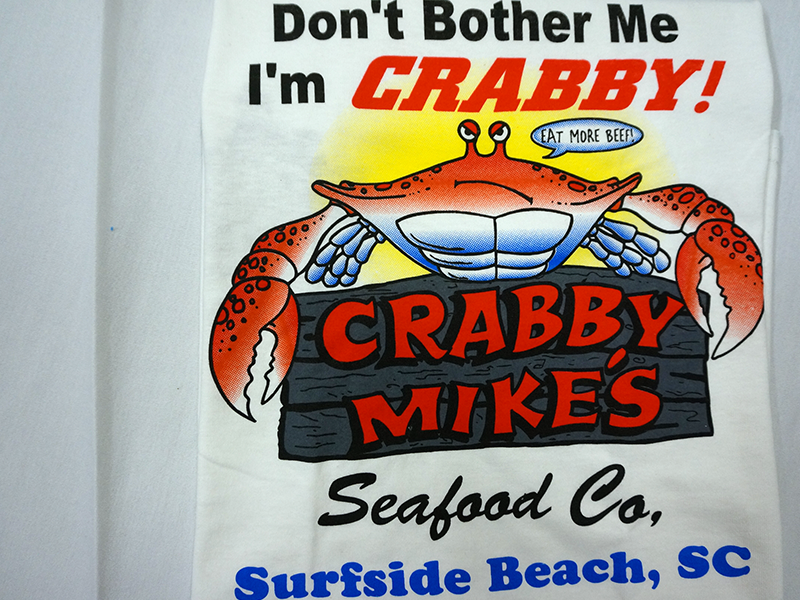 Don't Bother Me
I'm CRABBY!
EAT MORE BEEF!
CRABBY
MIKE'S
Seafood Co,
Surfside Beach, SC